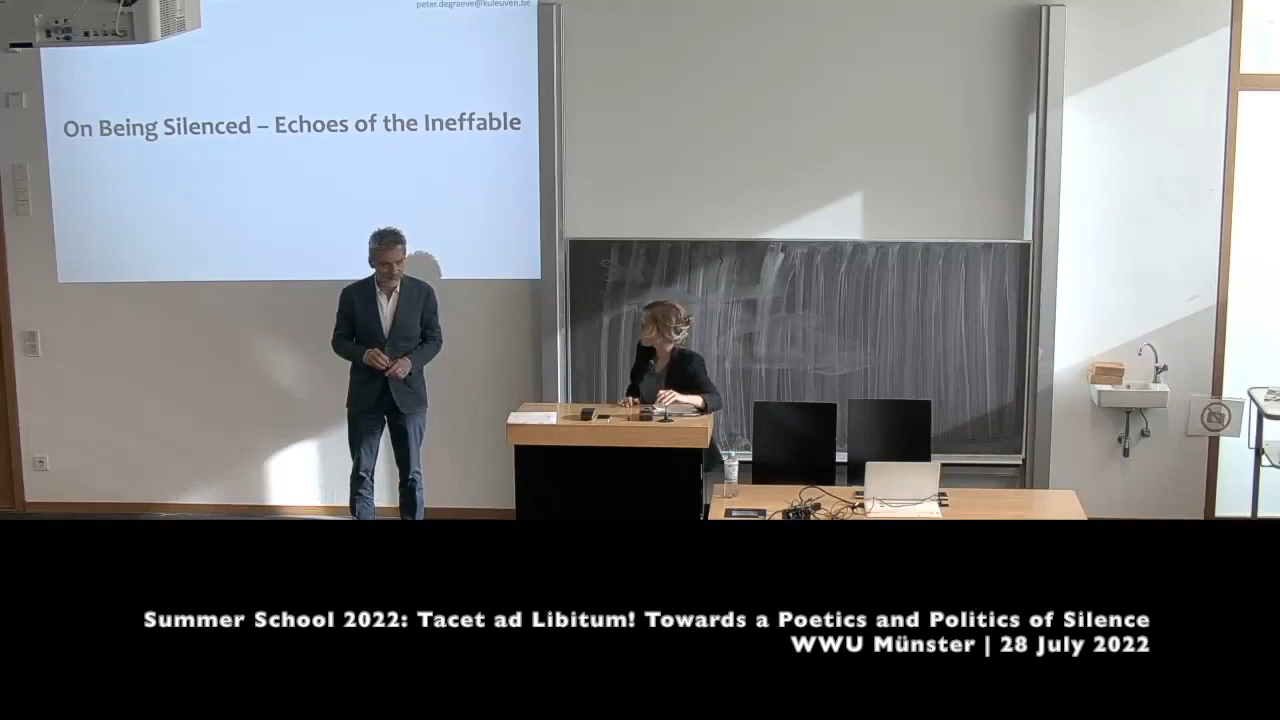 peter.degraeve@kuleuven.be
On Being Silenced – Echoes of the Ineffable
Summer School 2022: Tacet ad Libitum! Towards a Poetics and Politics of Silence
WWU Münster | 28 July 2022